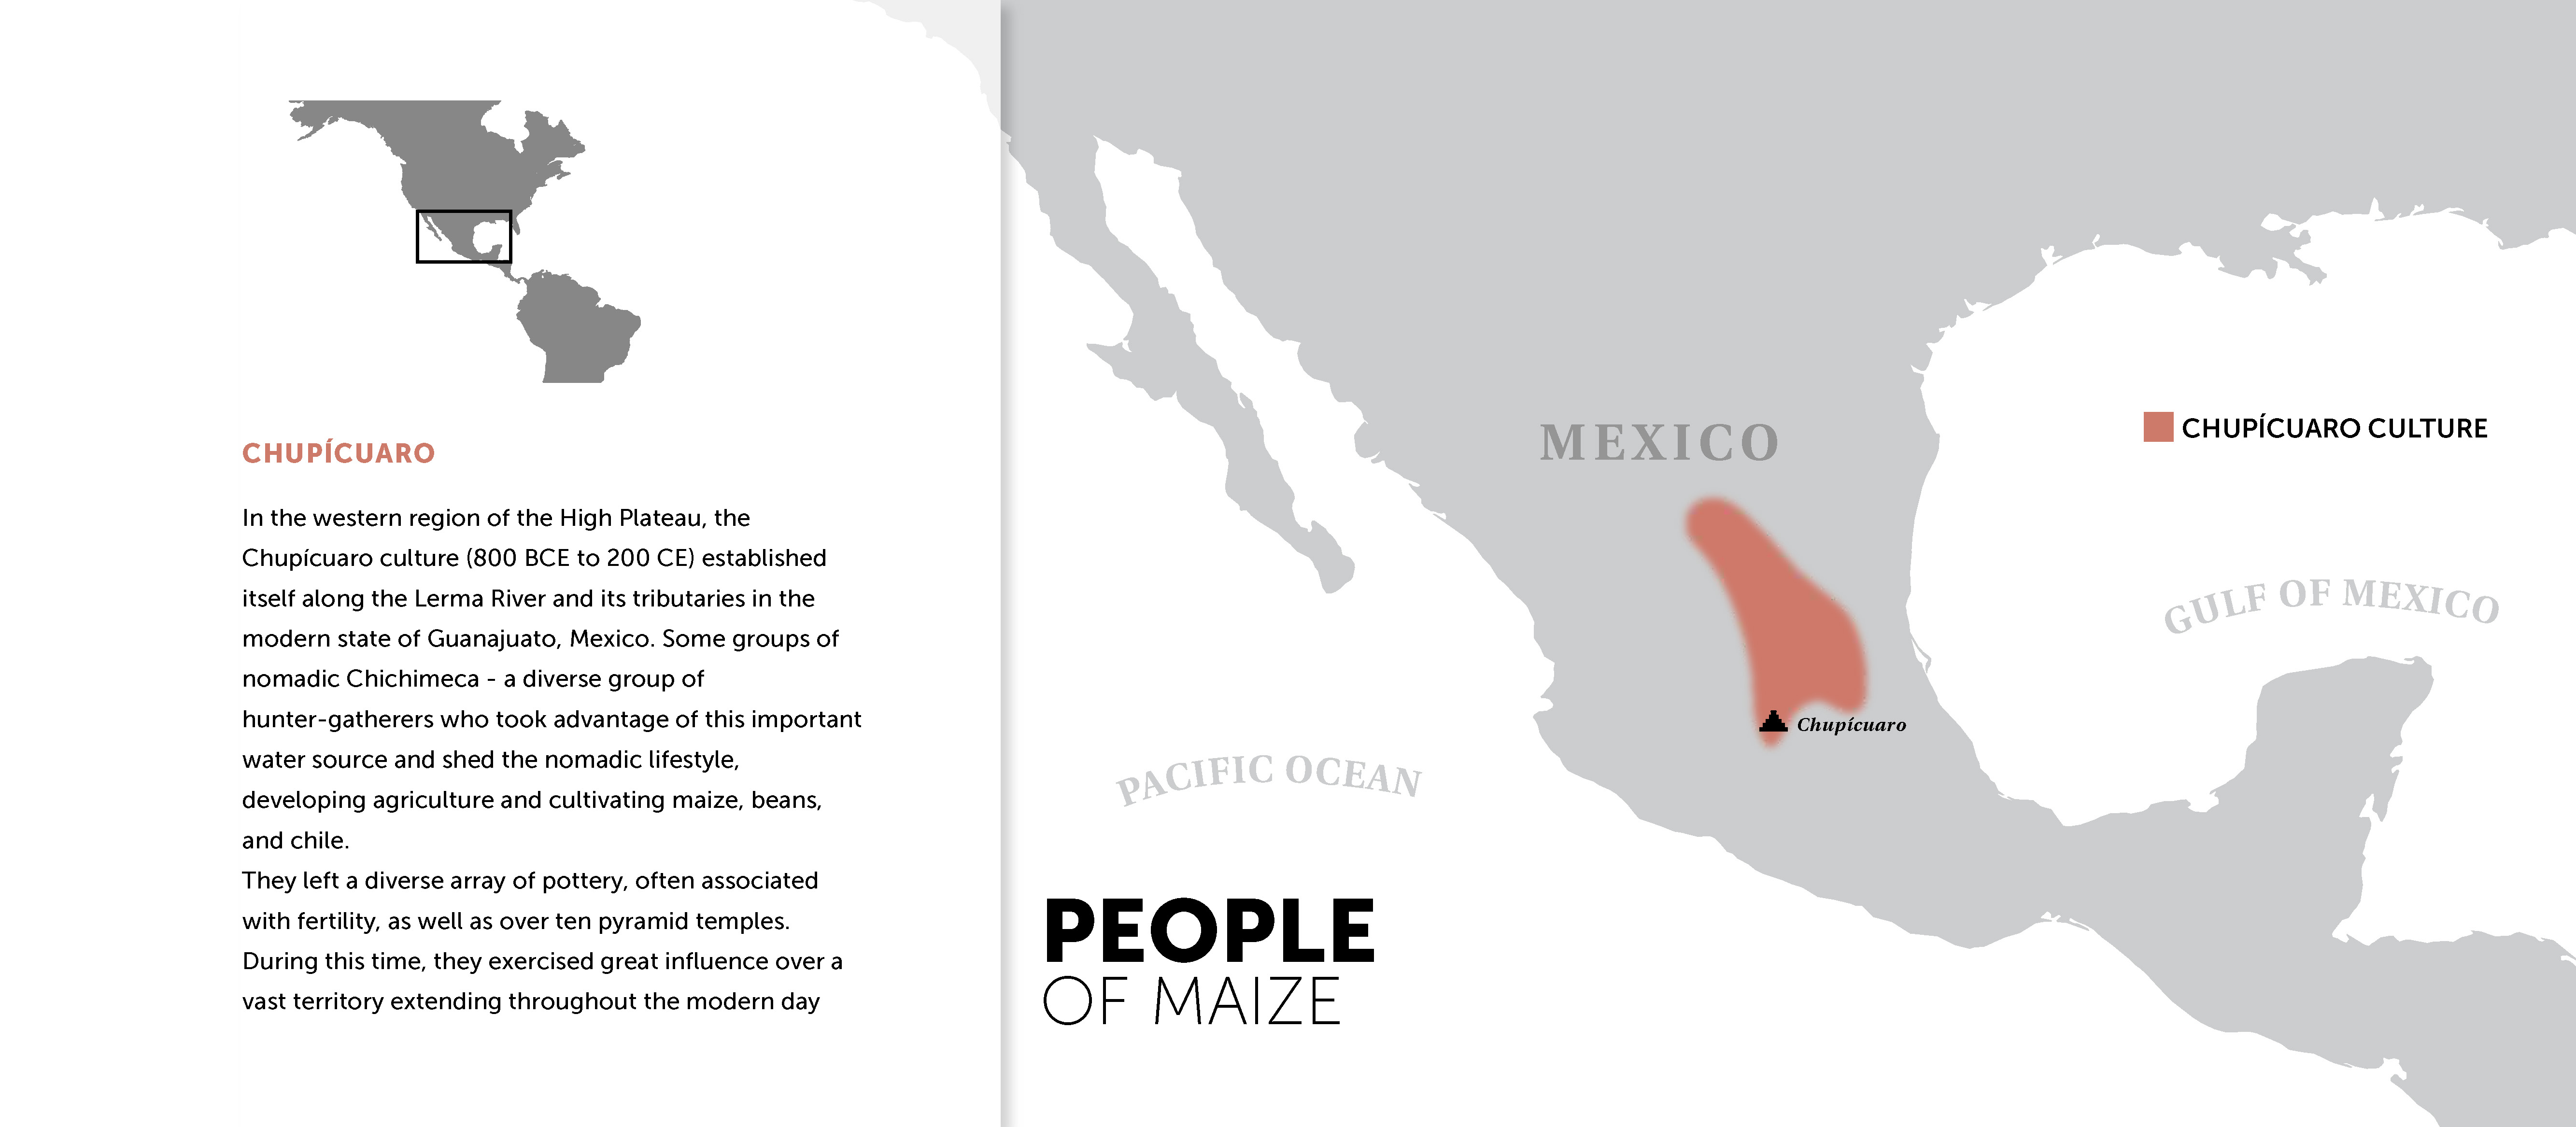 CHUPÍCUARO
In the western region of the High Plateau, the
Chupícuaro culture (800 BCE to 200 CE) established
itself along the Lerma River and its tributaries in the
modern state of Guanajuato, Mexico. Some groups of
nomadic Chichimeca - a diverse group of
hunter-gatherers who took advantage of this important
water source and shed the nomadic lifestyle,
developing agriculture and cultivating maize, beans,
and chile.
They left a diverse array of pottery, often associated
with fertility, as well as over ten pyramid temples.
During this time, they exercised great influence over a
vast territory extending throughout the modern day
MEXICO
CHUPÍCUARO CULTURE
GULF OF MEXICO
Chupícuaro
PACIFIC OCEAN
PEOPLE
OF MAIZE